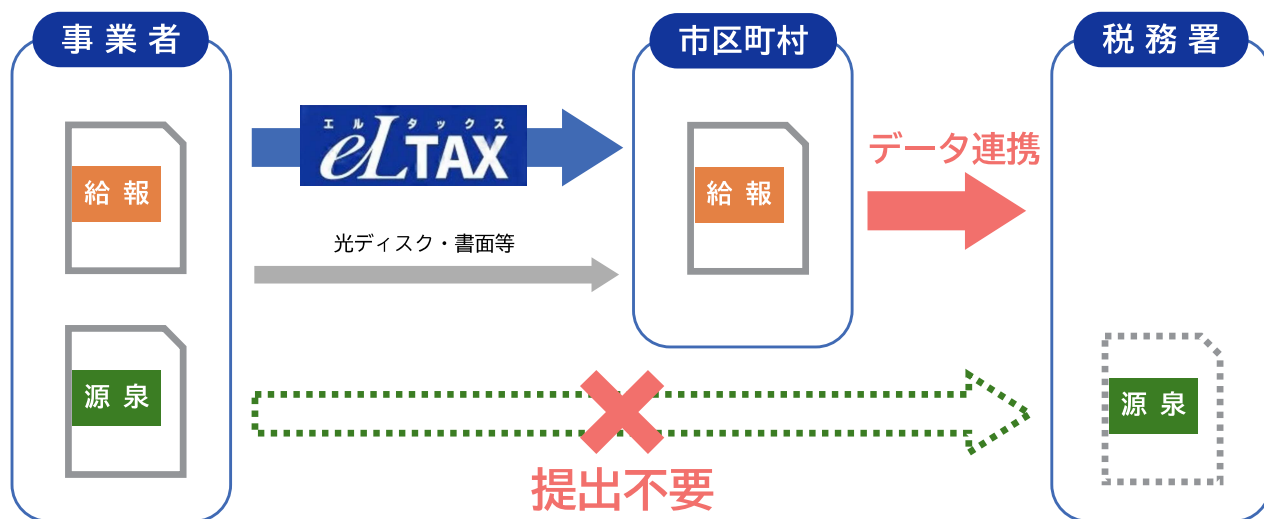 事業者
市区町村
税務署
エルタックス
eLTAX
データ連携
給報
給報
光ディスク・書面等
源泉
源泉
提出不要